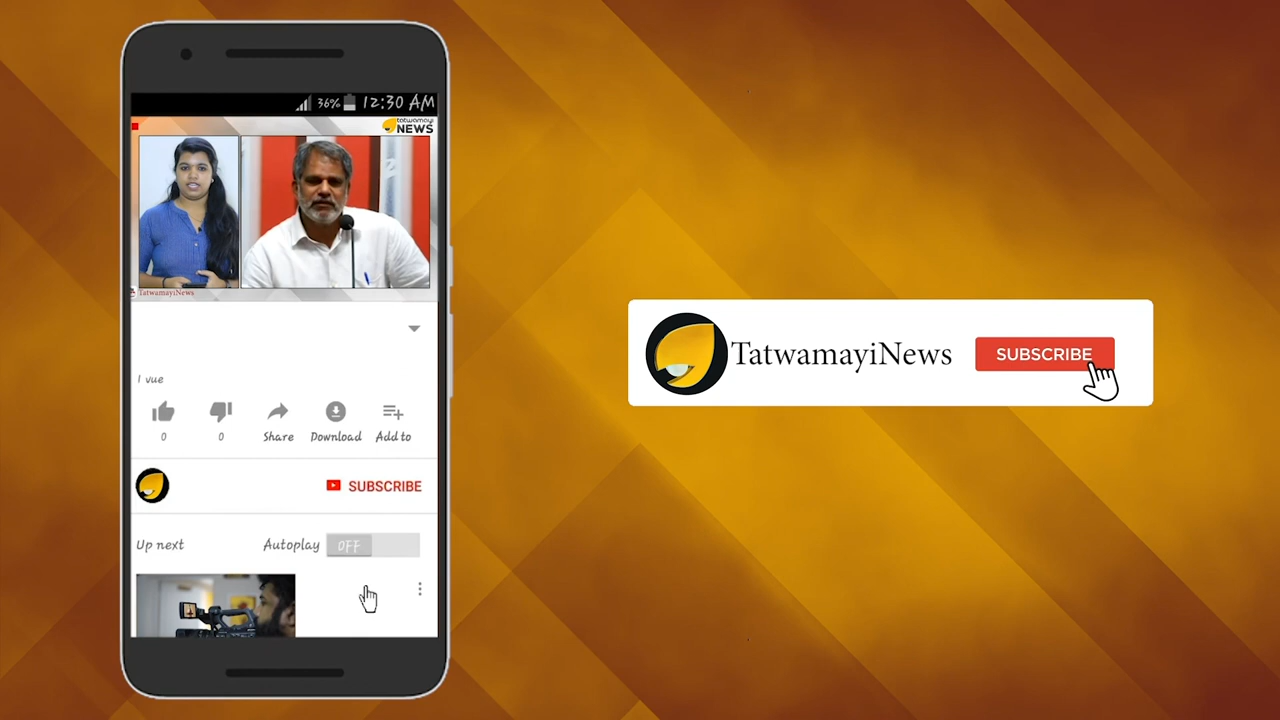 36% 12:30 AM
tatwamayi
NEWS
TatwamayiNews
1 vue
0 0 Share Download Add to
SUBSCRIBE
Up next Autoplay OFF
TatwamayiNews SUBSCRIBE